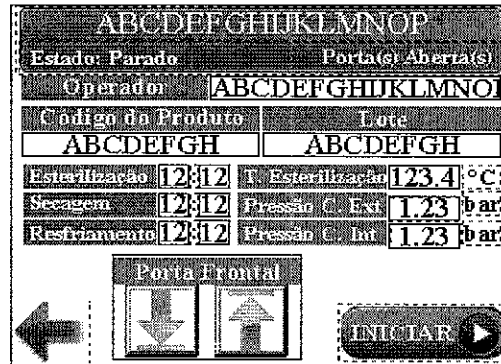 ABCDEFGHIJKLMNOP
Estado: Parado Porta(s) Aberta(s)
Operador ABCDEFGHIJKLMNO
Código do Produto Lote
ABCDEFGH ABCDEFGH
Esterilização 12:12 T. Esterilização 123.4 °C
Secagem 12:12 Pressão C. Ext 1.23 bar
Resfriamento 12:12 Pressão C. Int 1.23 bar
Porta Frontal
INICIAR